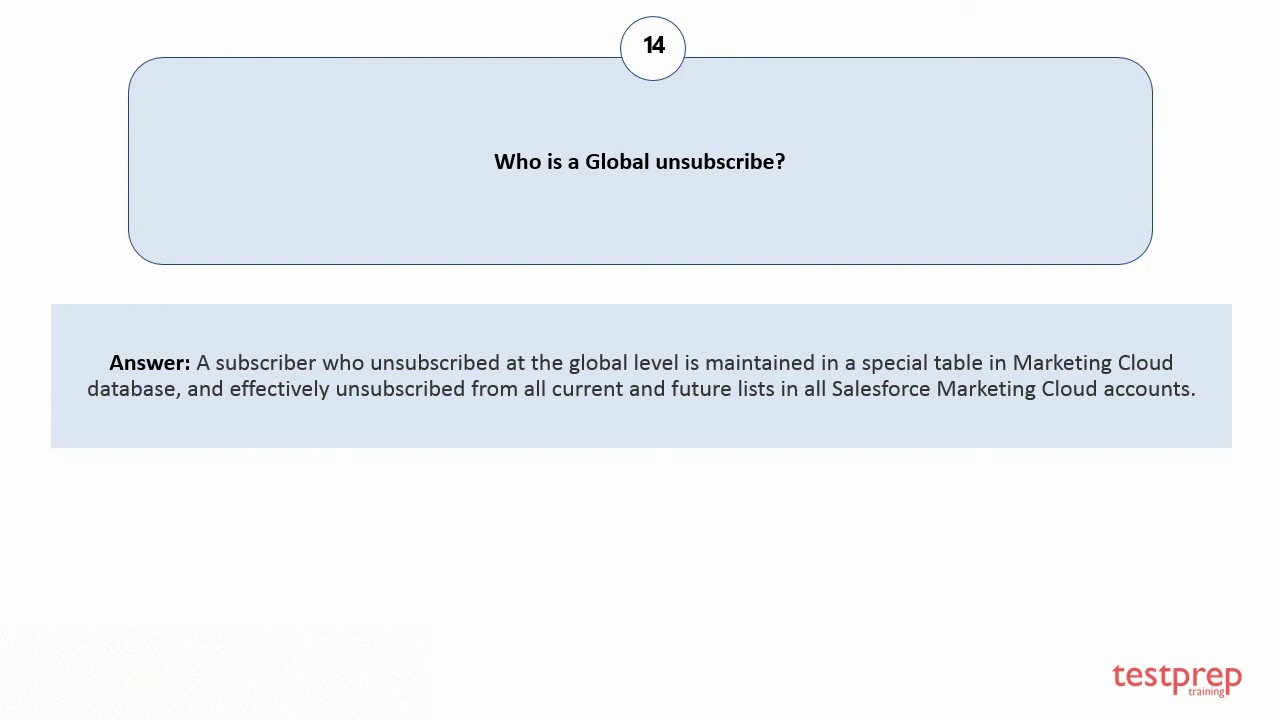 14
Who is a Global unsubscribe?
Answer: A subscriber who unsubscribed at the global level is maintained in a special table in Marketing Cloud
database, and effectively unsubscribed from all current and future lists in all Salesforce Marketing Cloud accounts.
testprep
training